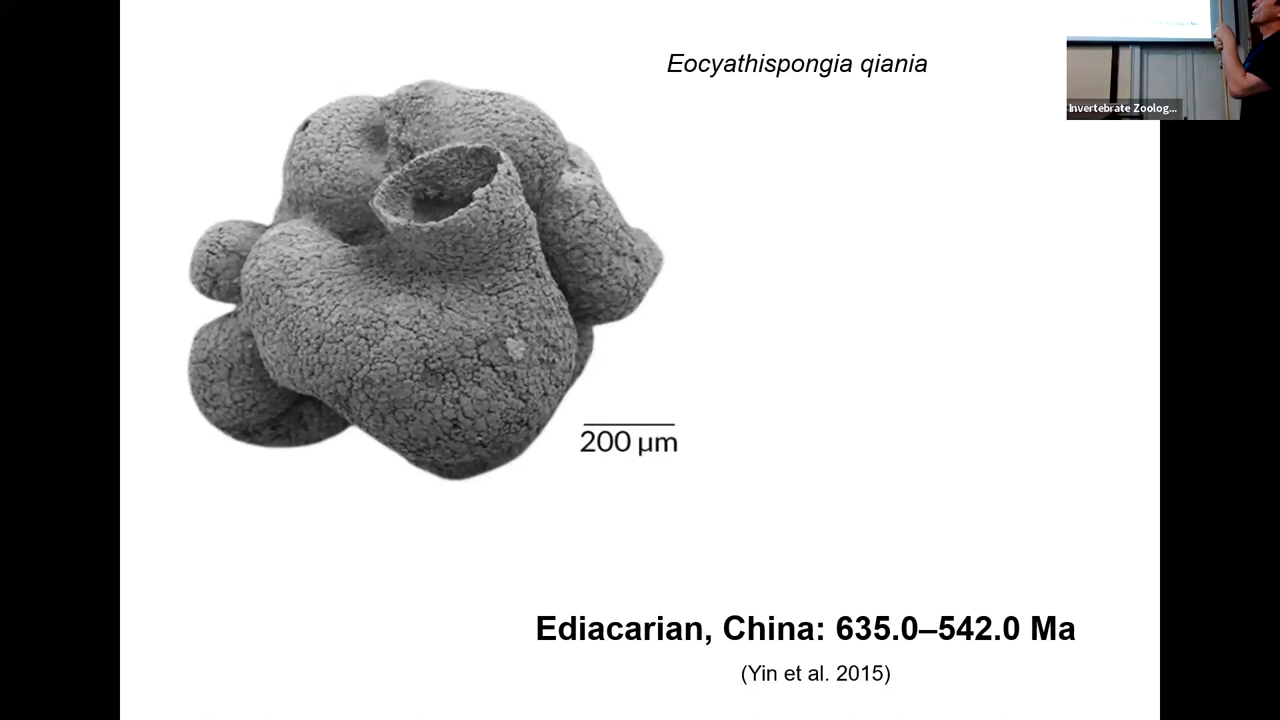 Eocyathispongia qiania
Invertebrate Zoolog...
200 µm
Ediacarian, China: 635.0–542.0 Ma
(Yin et al. 2015)